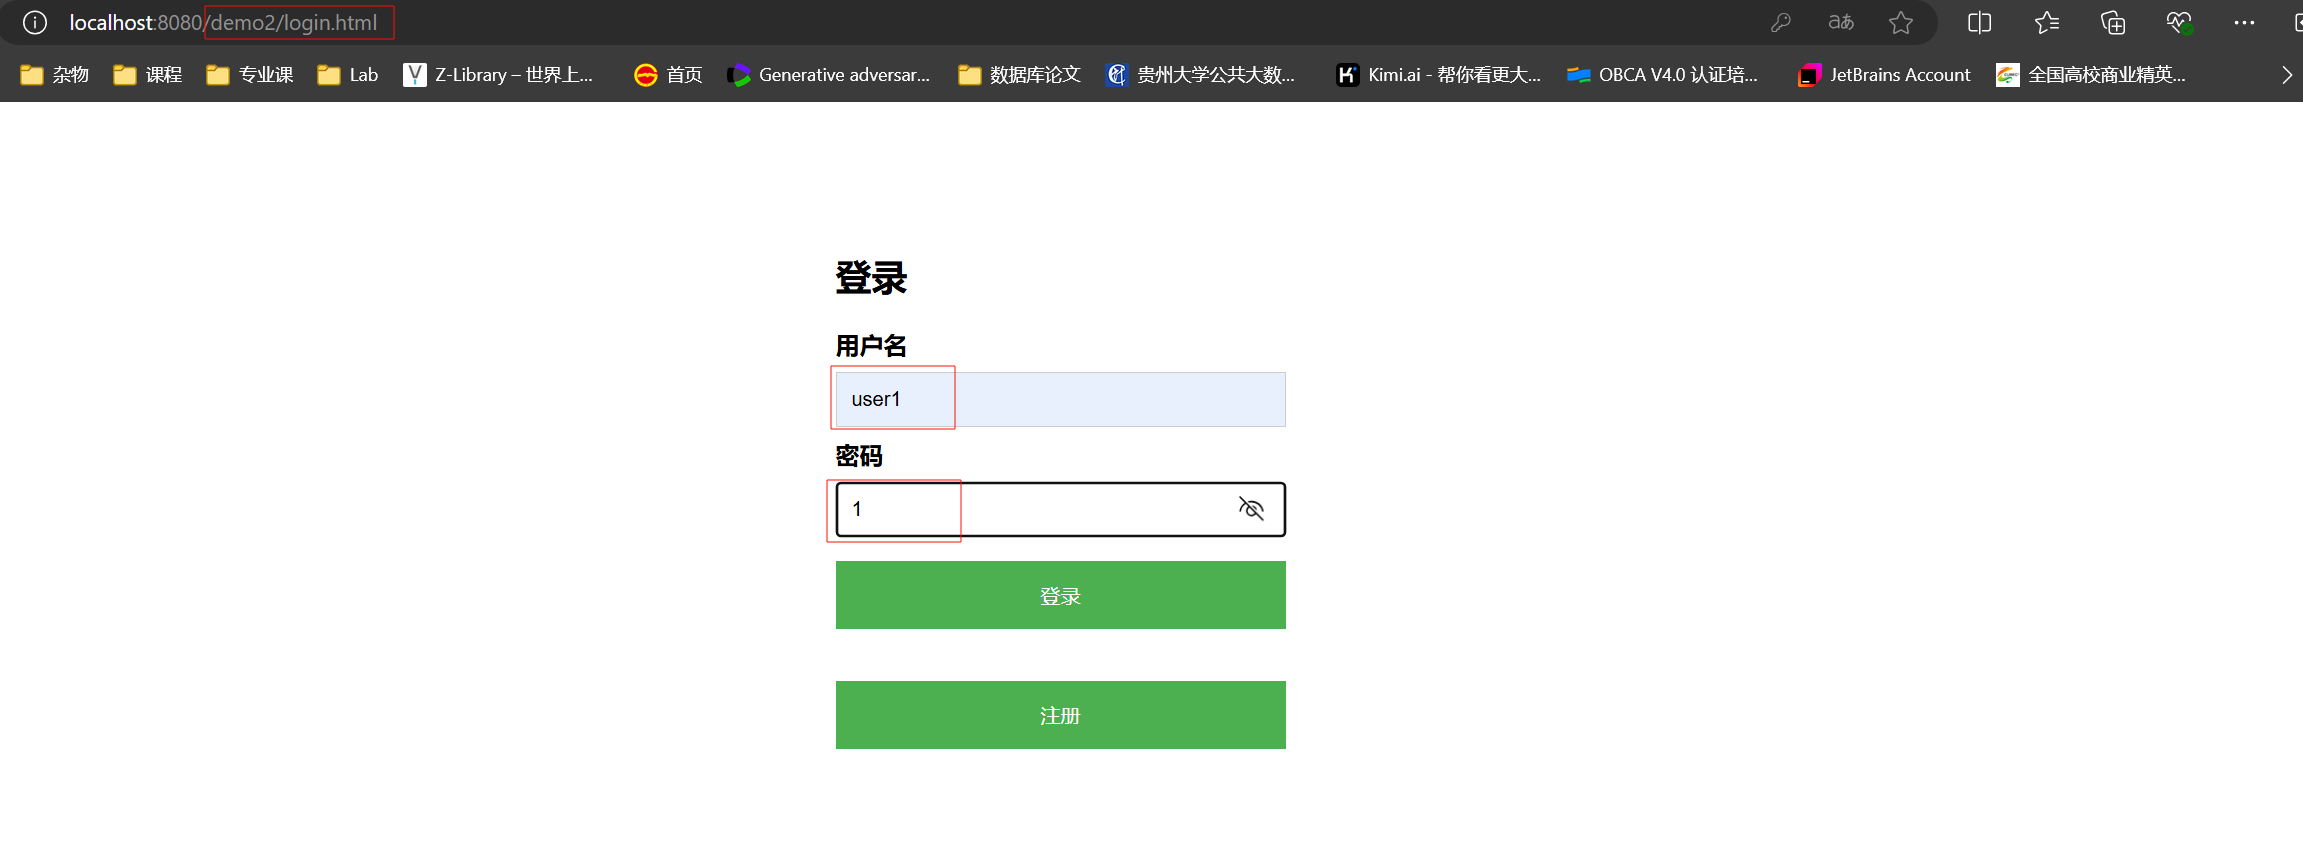 localhost:8080/demo2/login.html
杂物 课程 专业课 Lab Z-Library – 世界上... 首页 Generative adversar... 数据库论文 贵州大学公共大数... Kimi.ai - 帮你看更大... OBCA V4.0 认证培... JetBrains Account 全国高校商业精英...
登录
用户名
user1
密码
1
登录
注册